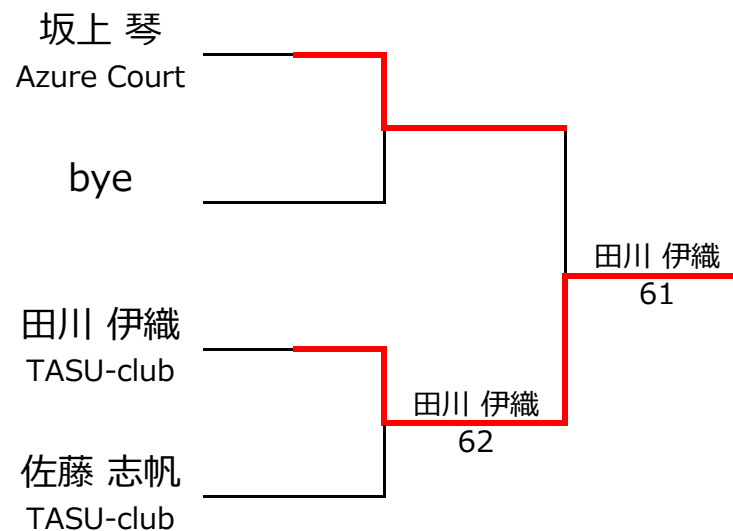 坂上 琴
Azure Court
bye
田川 伊織
61
田川 伊織
TASU-club
田川 伊織
62
佐藤 志帆
TASU-club